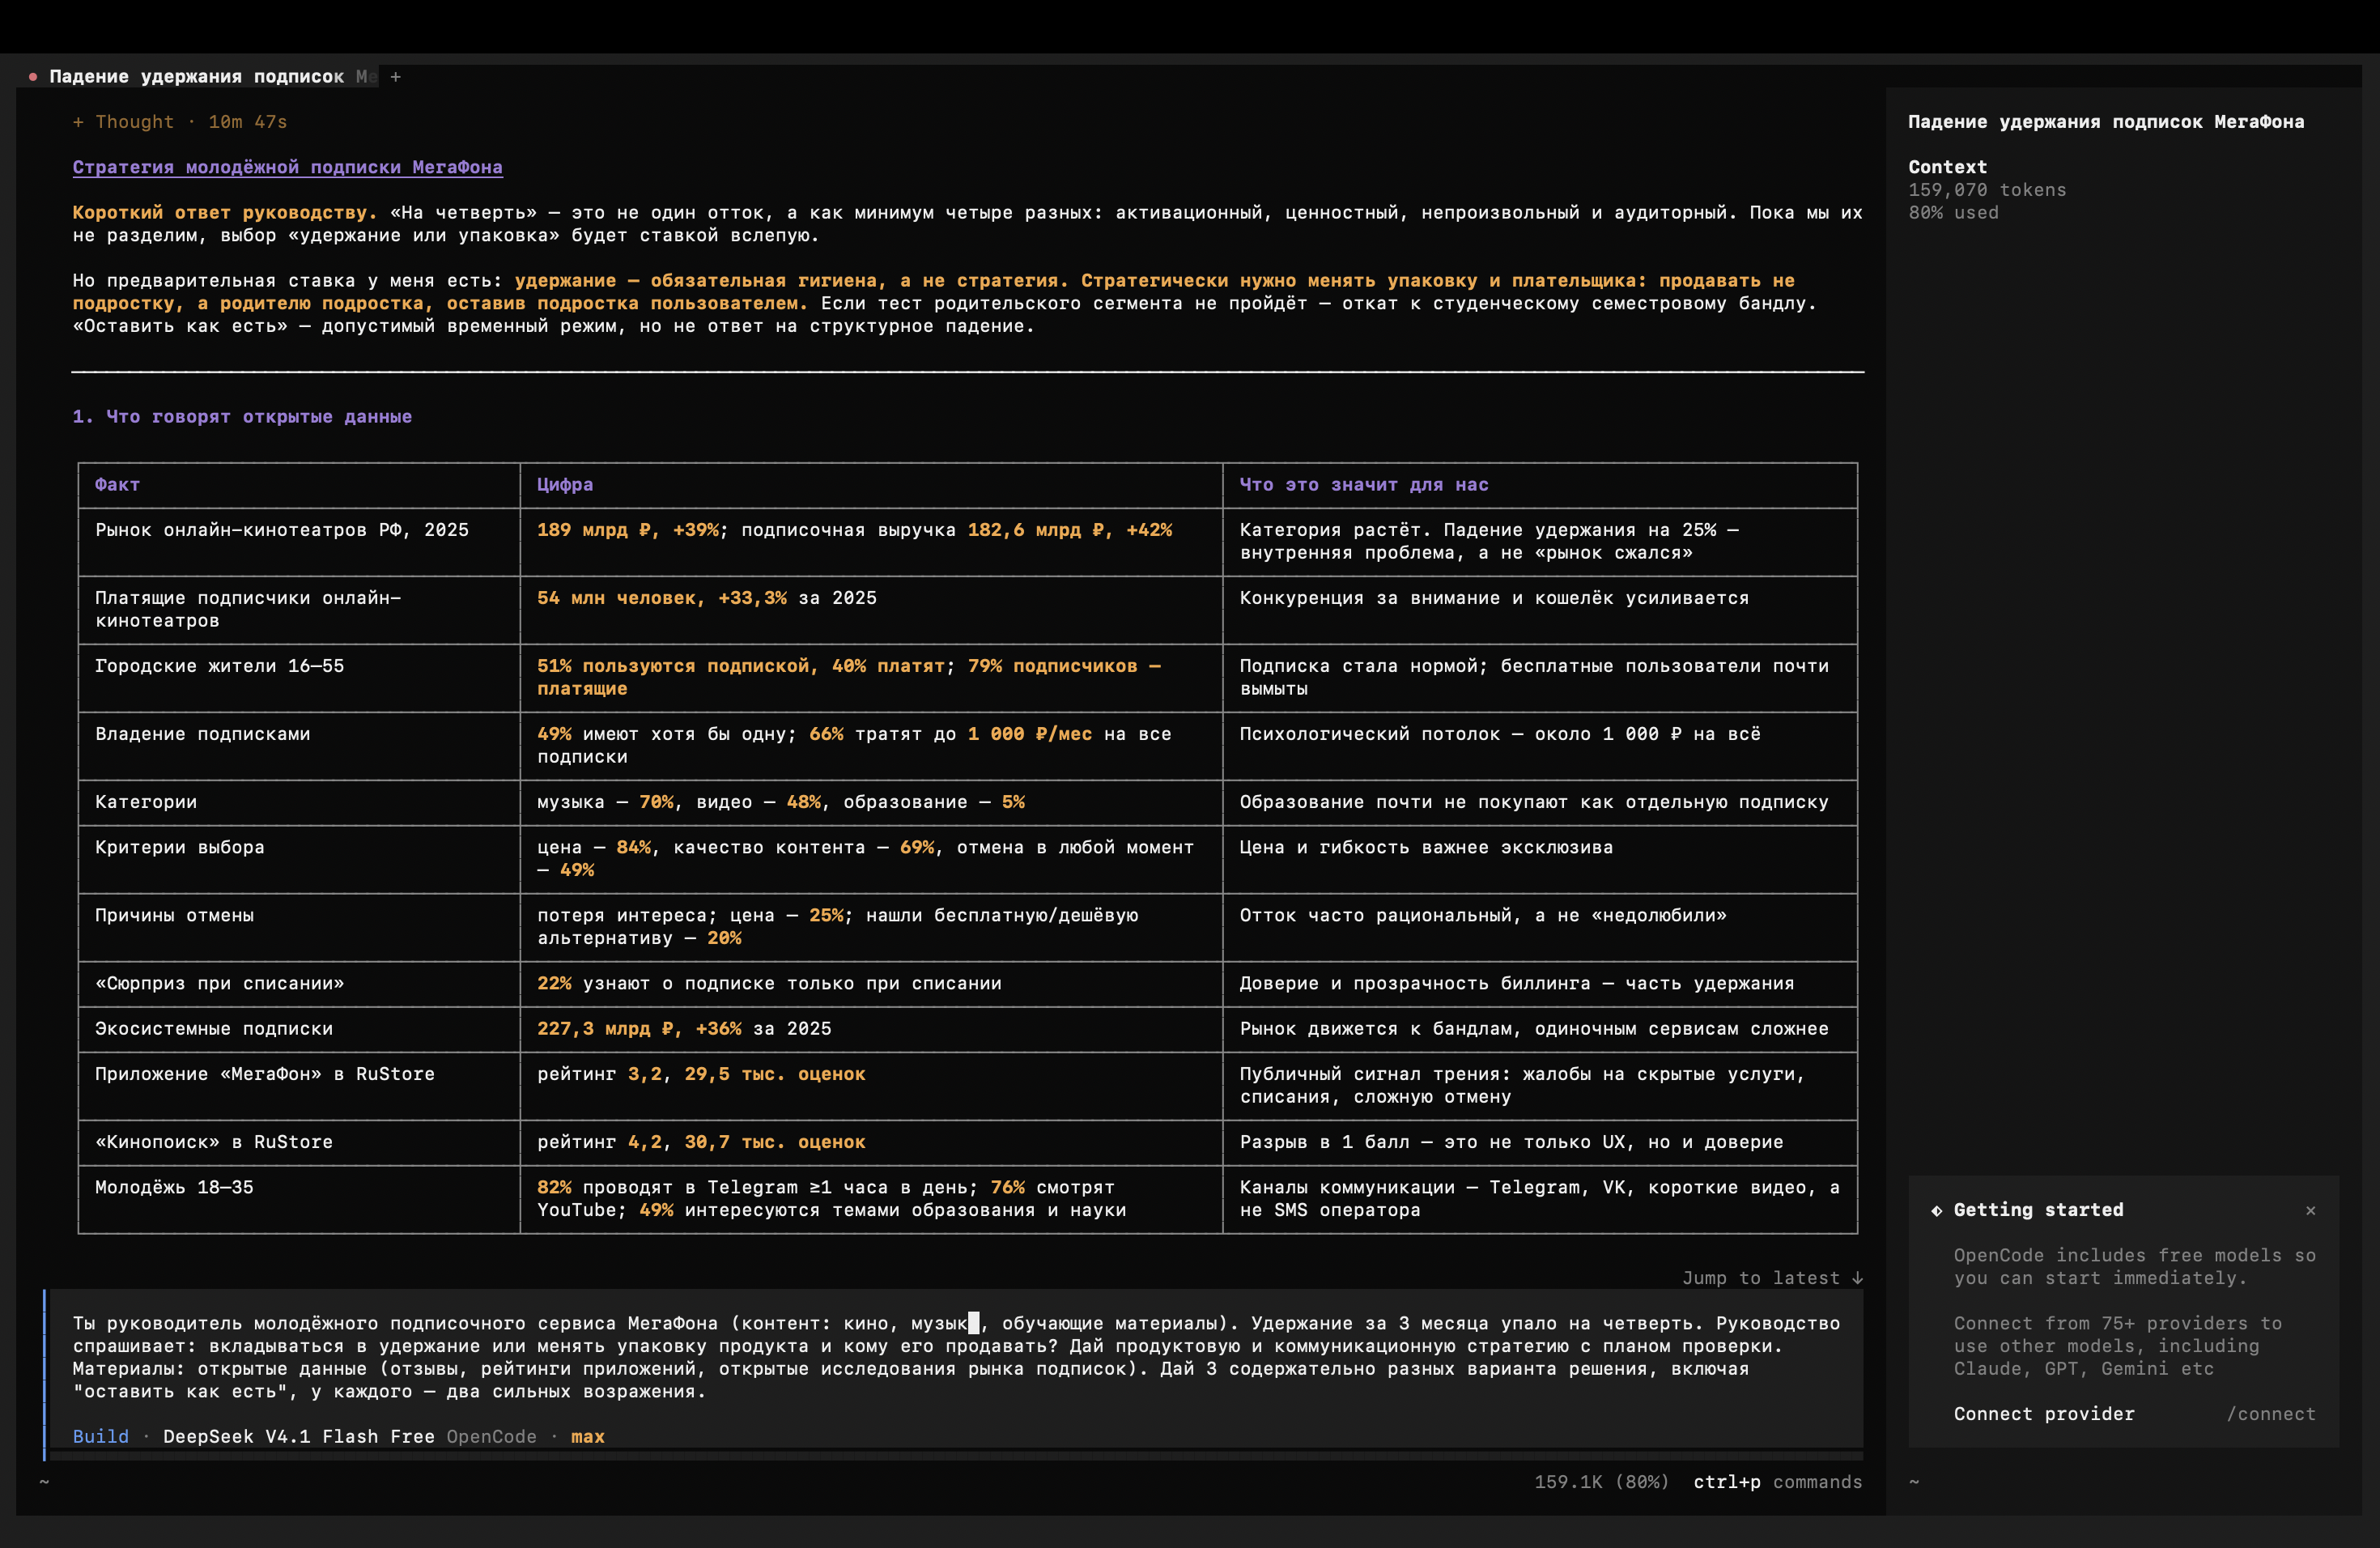 Падение удержания подписок Ме +
+ Thought · 10m 47s
Стратегия молодёжной подписки МегаФона
Короткий ответ руководству. «На четверть» — это не один отток, а как минимум четыре разных: активационный, ценностный, непроизвольный и аудиторный. Пока мы их
не разделим, выбор «удержание или упаковка» будет ставкой вслепую.
Но предварительная ставка у меня есть: удержание — обязательная гигиена, а не стратегия. Стратегически нужно менять упаковку и плательщика: продавать не
подростку, а родителю подростка, оставив подростка пользователем. Если тест родительского сегмента не пройдёт — откат к студенческому семестровому бандлу.
«Оставить как есть» — допустимый временный режим, но не ответ на структурное падение.
1. Что говорят открытые данные
Факт
Цифра
Что это значит для нас
Рынок онлайн-кинотеатров РФ, 2025
189 млрд ₽, +39%; подписочная выручка 182,6 млрд ₽, +42%
Категория растёт. Падение удержания на 25% —
внутренняя проблема, а не «рынок сжался»
Платящие подписчики онлайн-
кинотеатров
54 млн человек, +33,3% за 2025
Конкуренция за внимание и кошелёк усиливается
Городские жители 16–55
51% пользуются подпиской, 40% платят; 79% подписчиков —
платящие
Подписка стала нормой; бесплатные пользователи почти
вымыты
Владение подписками
49% имеют хотя бы одну; 66% тратят до 1 000 ₽/мес на все
подписки
Психологический потолок — около 1 000 ₽ на всё
Категории
музыка — 70%, видео — 48%, образование — 5%
Образование почти не покупают как отдельную подписку
Критерии выбора
цена — 84%, качество контента — 69%, отмена в любой момент
— 49%
Цена и гибкость важнее эксклюзива
Причины отмены
потеря интереса; цена — 25%; нашли бесплатную/дешёвую
альтернативу — 20%
Отток часто рациональный, а не «недолюбили»
«Сюрприз при списании»
22% узнают о подписке только при списании
Доверие и прозрачность биллинга — часть удержания
Экосистемные подписки
227,3 млрд ₽, +36% за 2025
Рынок движется к бандлам, одиночным сервисам сложнее
Приложение «МегаФон» в RuStore
рейтинг 3,2, 29,5 тыс. оценок
Публичный сигнал трения: жалобы на скрытые услуги,
списания, сложную отмену
«Кинопоиск» в RuStore
рейтинг 4,2, 30,7 тыс. оценок
Разрыв в 1 балл — это не только UX, но и доверие
Молодёжь 18–35
82% проводят в Telegram ≥1 часа в день; 76% смотрят
YouTube; 49% интересуются темами образования и науки
Каналы коммуникации — Telegram, VK, короткие видео, а
не SMS оператора
Jump to latest ↓
Ты руководитель молодёжного подписочного сервиса МегаФона (контент: кино, музык , обучающие материалы). Удержание за 3 месяца упало на четверть. Руководство
спрашивает: вкладываться в удержание или менять упаковку продукта и кому его продавать? Дай продуктовую и коммуникационную стратегию с планом проверки.
Материалы: открытые данные (отзывы, рейтинги приложений, открытые исследования рынка подписок). Дай 3 содержательно разных варианта решения, включая
"оставить как есть", у каждого — два сильных возражения.
Build · DeepSeek V4.1 Flash Free OpenCode · max
~
159.1K (80%) ctrl+p commands
Падение удержания подписок МегаФона
Context
159,070 tokens
80% used
Getting started ×
OpenCode includes free models so
you can start immediately.
Connect from 75+ providers to
use other models, including
Claude, GPT, Gemini etc
Connect provider /connect
~